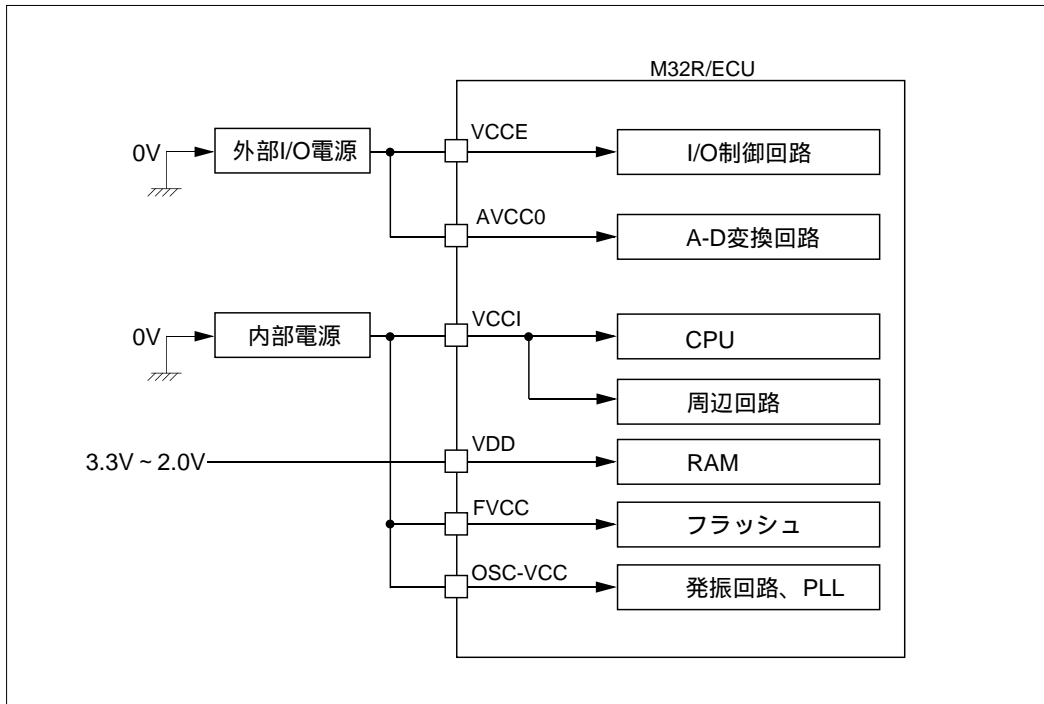 M32R/ECU
0V
外部I/O電源
VCCE
I/O制御回路
AVCC0
A-D変換回路
0V
内部電源
VCCI
CPU
周辺回路
3.3V ~ 2.0V
VDD
RAM
FVCC
フラッシュ
OSC-VCC
発振回路、PLL